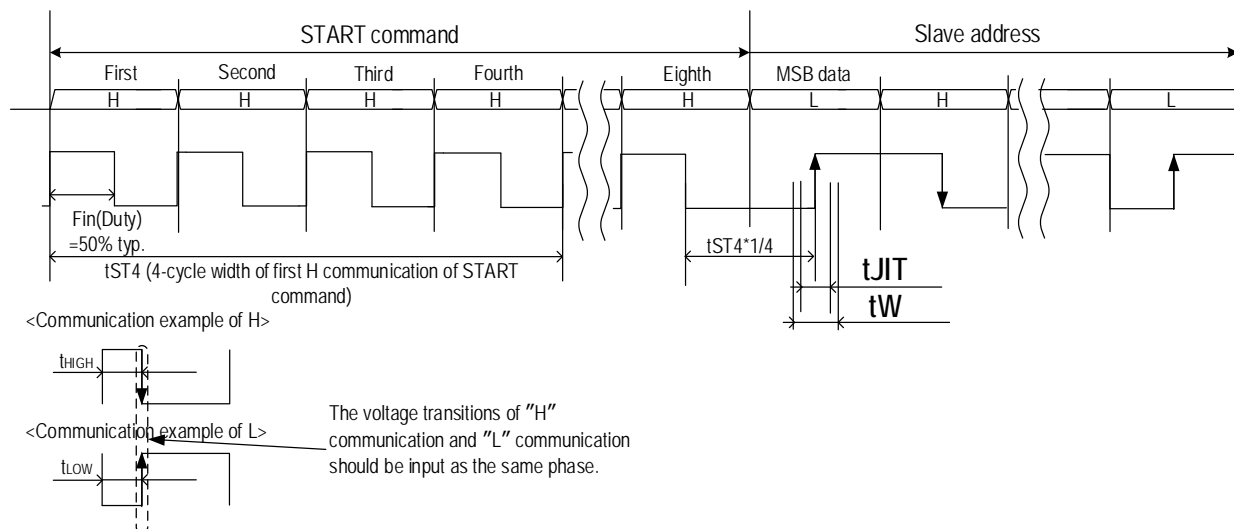 START command
Slave address
First
Second
Third
Fourth
Eighth
MSB data
H
H
H
H
H
L
H
L
Fin(Duty)
=50% typ.
tST4*1/4
tST4 (4-cycle width of first H communication of START
command)
tJIT
tW
<Communication example of H>
tHIGH
<Communication example of L>
tLOW
The voltage transitions of ″H″
communication and ″L″ communication
should be input as the same phase.